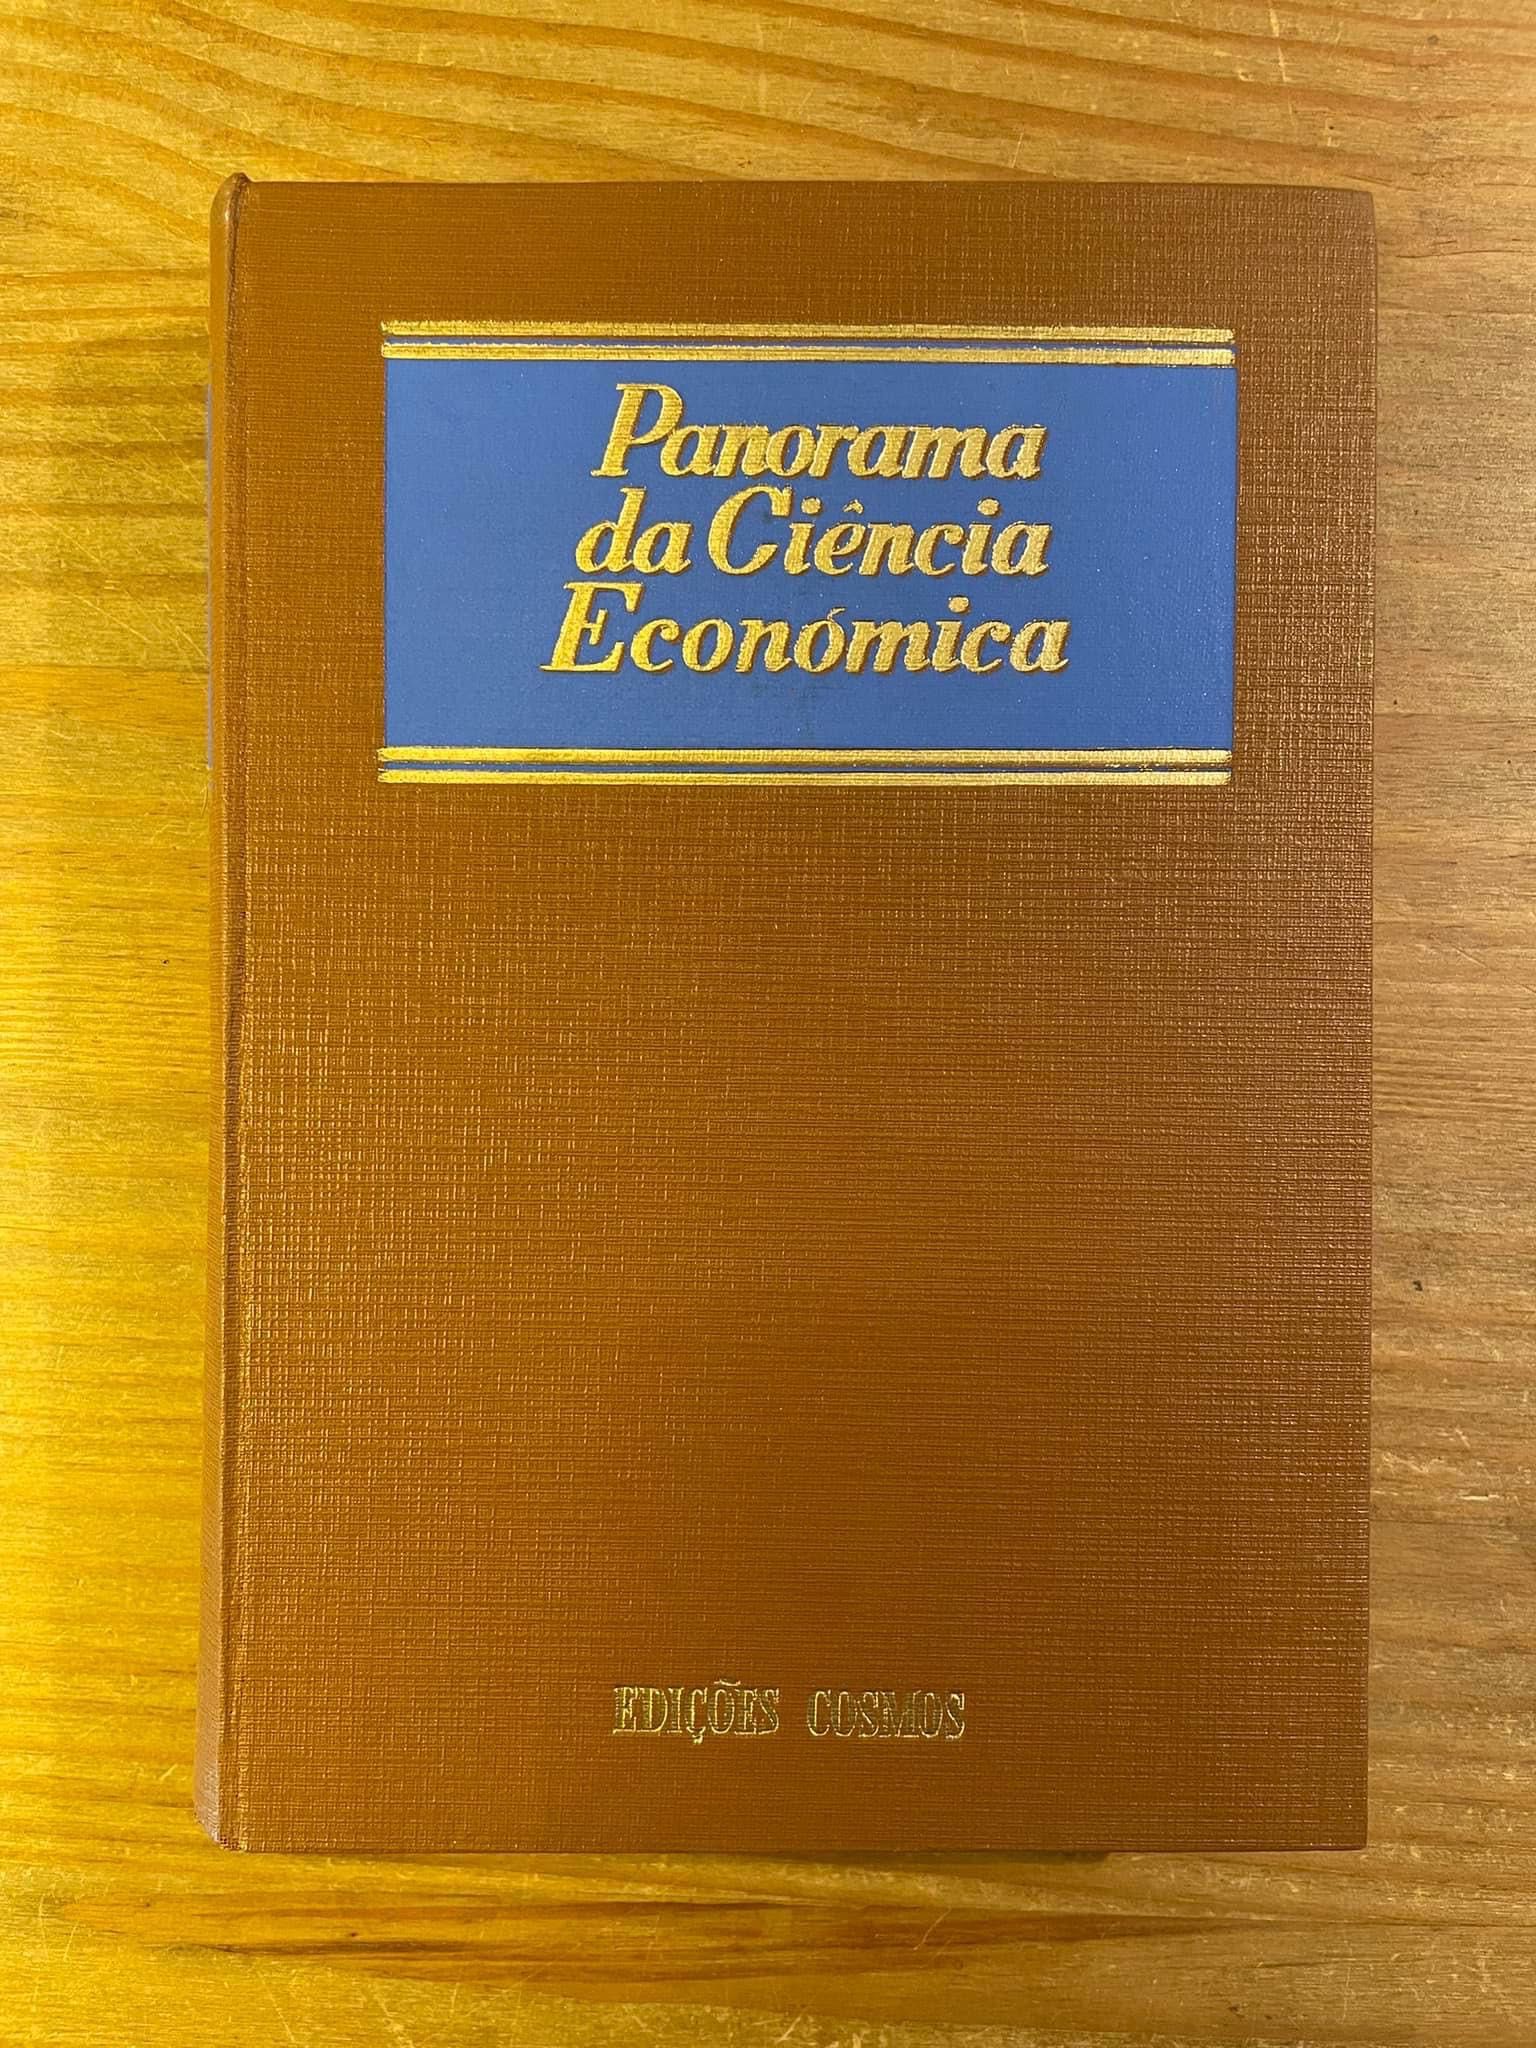 Panorama
da Ciência
Económica
EDIÇÕES COSMOS